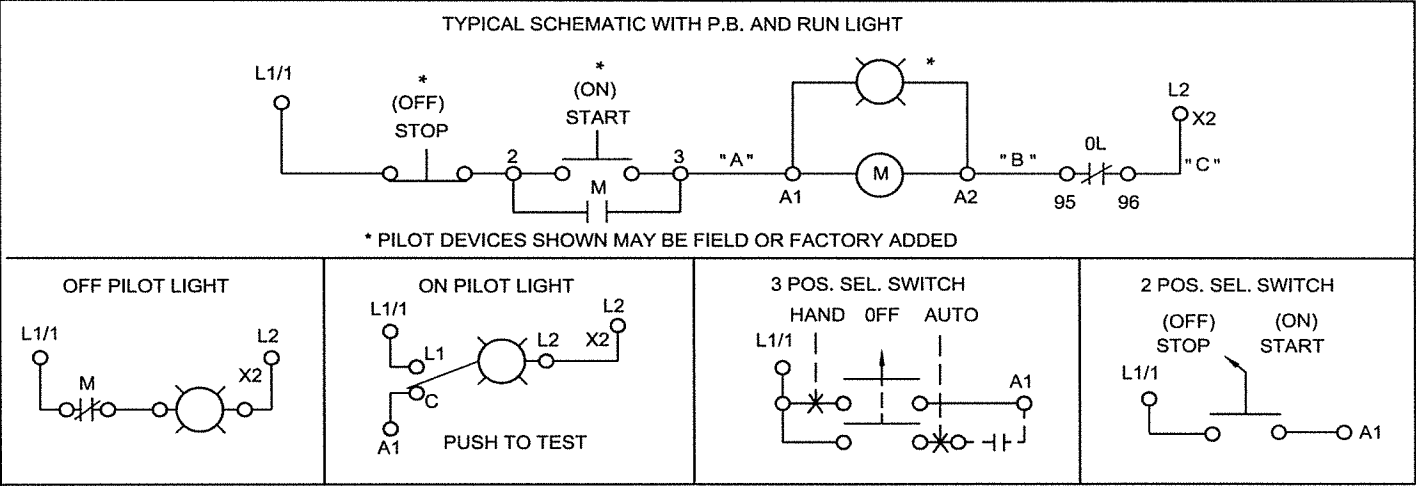 TYPICAL SCHEMATIC WITH P.B. AND RUN LIGHT
L1/1
*
(OFF)
STOP
*
(ON)
START
*
L2
X2
2
3
M
"A"
A1
M
A2
"B"
0L
95
96
"C"
* PILOT DEVICES SHOWN MAY BE FIELD OR FACTORY ADDED
OFF PILOT LIGHT
L1/1
M
L2
X2
ON PILOT LIGHT
L1/1
L1
C
A1
L2
L2
X2
PUSH TO TEST
3 POS. SEL. SWITCH
HAND 0FF AUTO
L1/1
A1
2 POS. SEL. SWITCH
(OFF) (ON)
STOP START
L1/1
A1